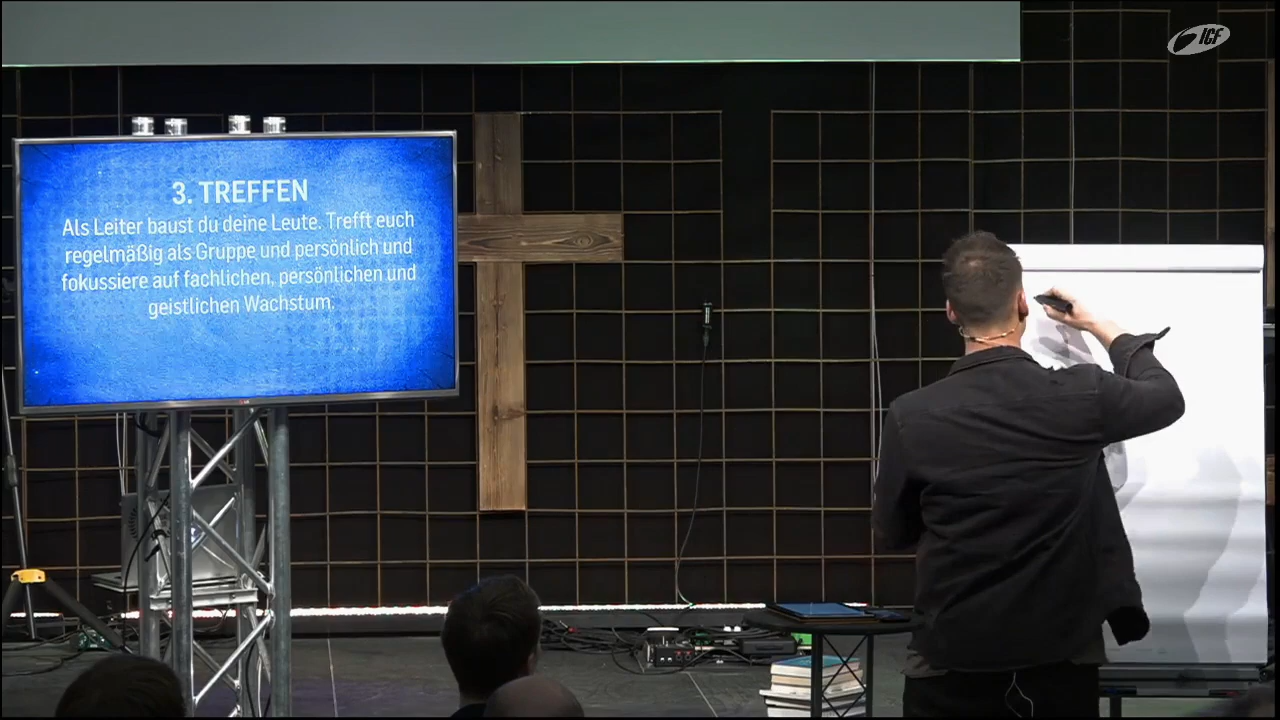 ICF
3. TREFFEN
Als Leiter baust du deine Leute. Trefft euch
regelmäßig als Gruppe und persönlich und
fokussiere auf fachlichen, persönlichen und
geistlichen Wachstum.